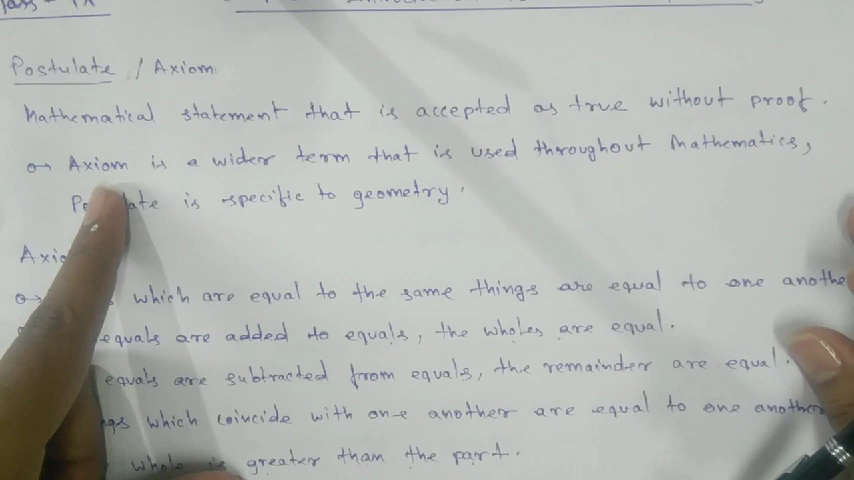 Postulate / Axiom
Mathematical statement that is accepted as true without proof.
→ Axiom is a wider term that is used throughout Mathematics,
is specific to geometry.
which are equal to the same things are equal to one
equals are added to equals, the wholes are equal.
equals are subtracted from equals, the remainder are equal.
which coincide with one another are equal to one another
whole is greater than the part.